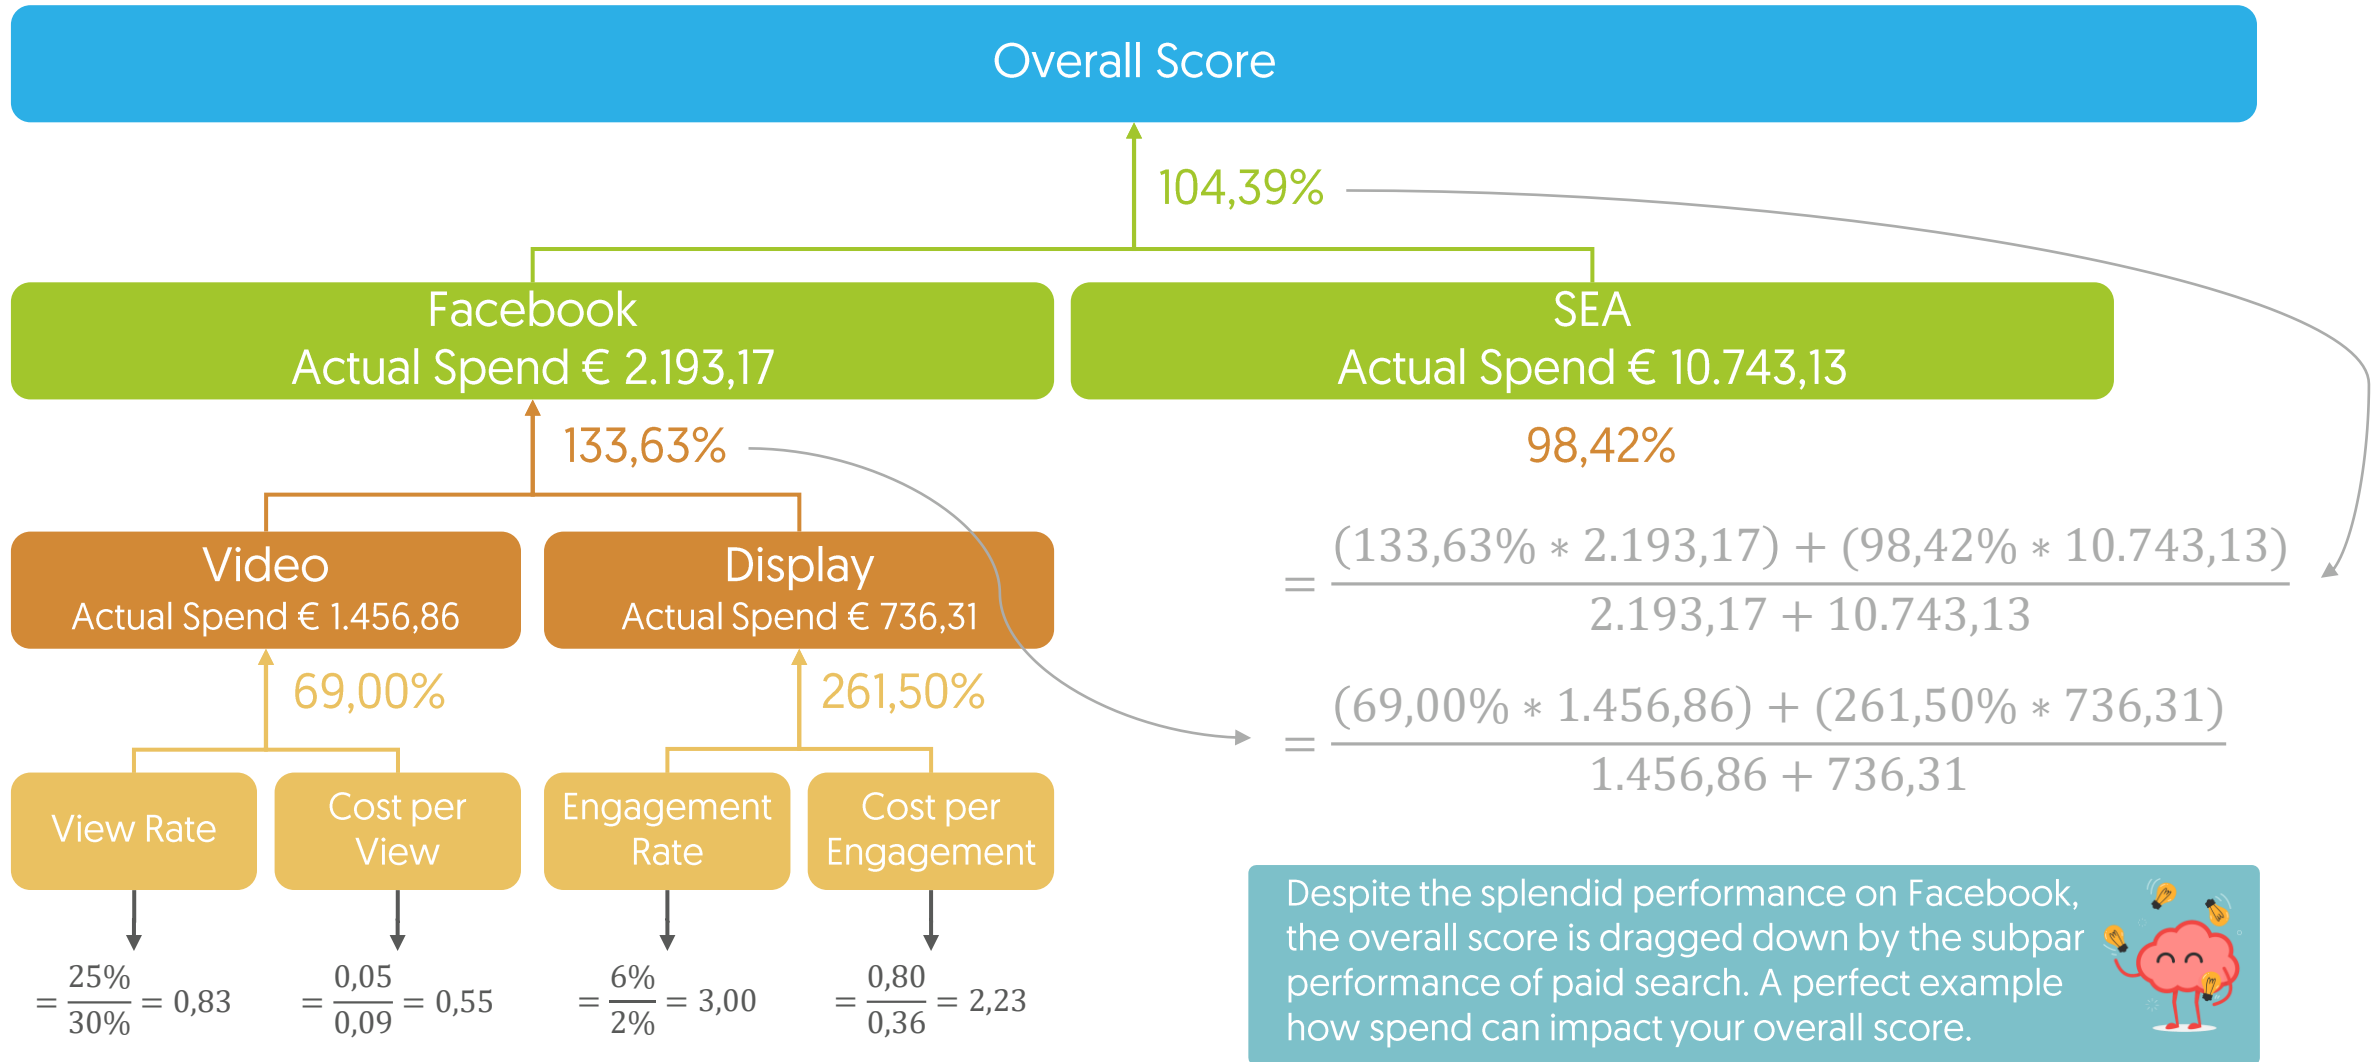 Overall Score
104,39%
Facebook
Actual Spend € 2.193,17
SEA
Actual Spend € 10.743,13
133,63%
98,42%
Video
Actual Spend € 1.456,86
Display
Actual Spend € 736,31
= (133,63% * 2.193,17) + (98,42% * 10.743,13)
2.193,17 + 10.743,13
69,00%
261,50%
= (69,00% * 1.456,86) + (261,50% * 736,31)
1.456,86 + 736,31
View Rate
Cost per
View
Engagement
Rate
Cost per
Engagement
= 25% / 30% = 0,83
= 0,05 / 0,09 = 0,55
= 6% / 2% = 3,00
= 0,80 / 0,36 = 2,23
Despite the splendid performance on Facebook,
the overall score is dragged down by the subpar
performance of paid search. A perfect example
how spend can impact your overall score.